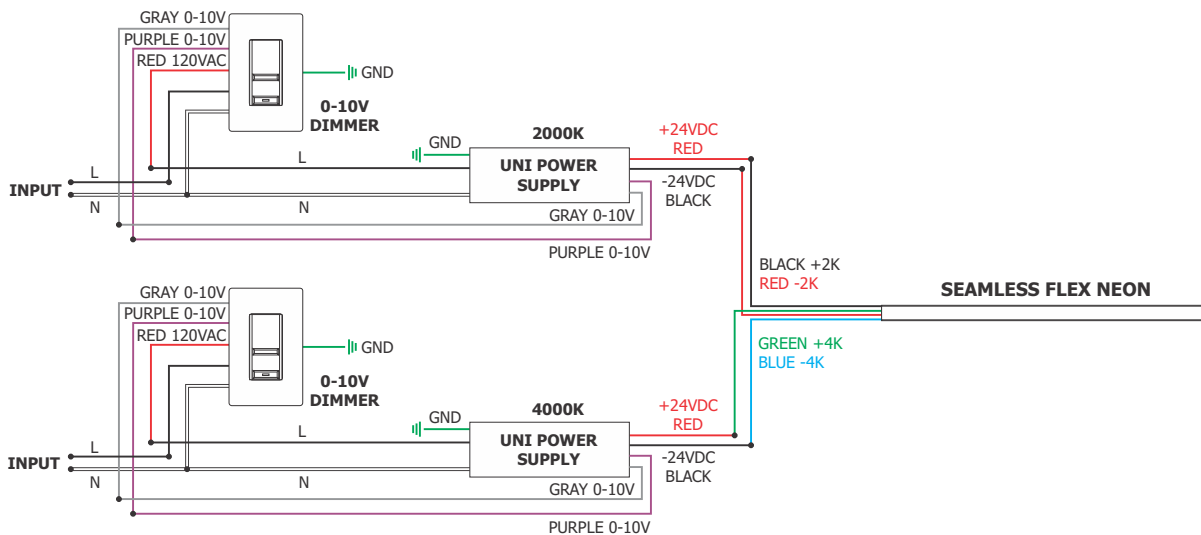 GRAY 0-10V
PURPLE 0-10V
RED 120VAC
GND
0-10V
DIMMER
INPUT
L
N
L
N
GND
2000K
UNI POWER
SUPPLY
+24VDC
RED
-24VDC
BLACK
GRAY 0-10V
PURPLE 0-10V
BLACK +2K
RED -2K
SEAMLESS FLEX NEON
GREEN +4K
BLUE -4K
GRAY 0-10V
PURPLE 0-10V
RED 120VAC
GND
0-10V
DIMMER
INPUT
L
N
L
N
GND
4000K
UNI POWER
SUPPLY
+24VDC
RED
-24VDC
BLACK
GRAY 0-10V
PURPLE 0-10V